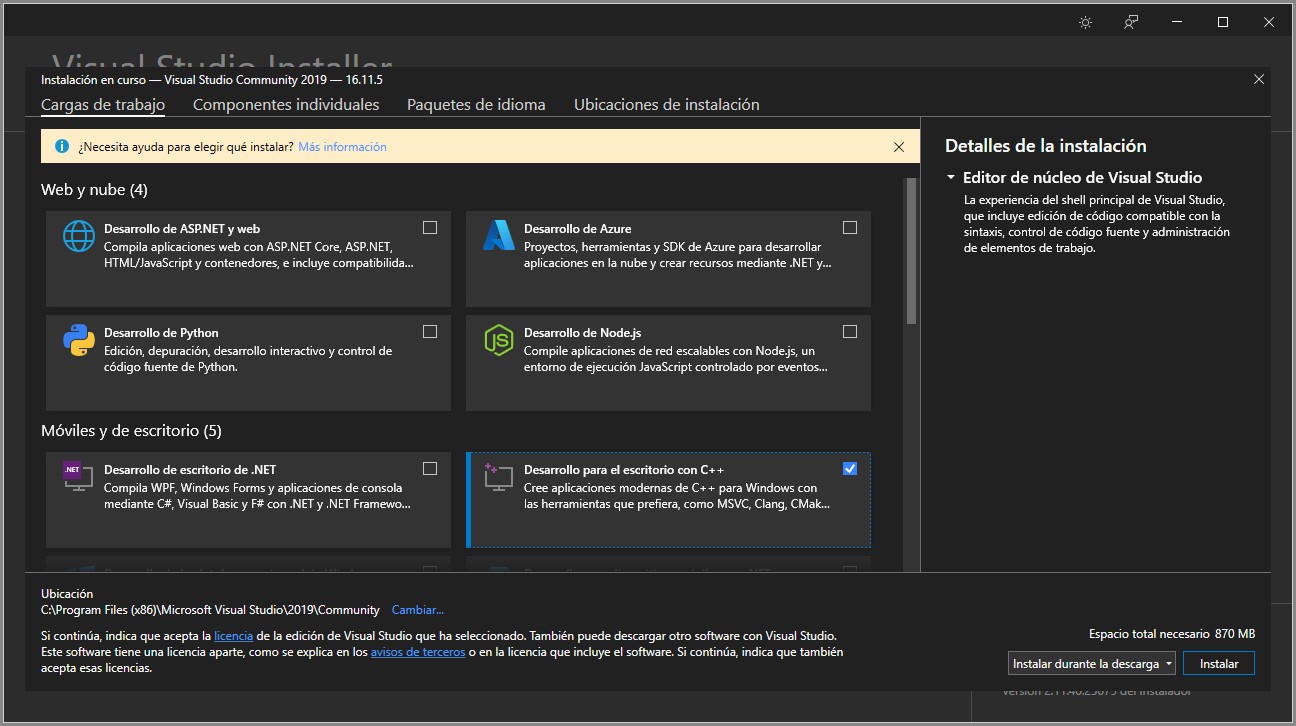 Visual Studio Installer
Instalación en curso — Visual Studio Community 2019 — 16.11.5
Cargas de trabajo Componentes individuales Paquetes de idioma Ubicaciones de instalación
¿Necesita ayuda para elegir qué instalar? Más información
Web y nube (4)
Desarrollo de ASP.NET y web
Compila aplicaciones web con ASP.NET Core, ASP.NET,
HTML/JavaScript y contenedores, e incluye compatibilida...
Desarrollo de Azure
Proyectos, herramientas y SDK de Azure para desarrollar
aplicaciones en la nube y crear recursos mediante .NET y...
Desarrollo de Python
Edición, depuración, desarrollo interactivo y control de
código fuente de Python.
JS
Desarrollo de Node.js
Compile aplicaciones de red escalables con Node.js, un
entorno de ejecución JavaScript controlado por eventos...
Móviles y de escritorio (5)
.NET
Desarrollo de escritorio de .NET
Compila WPF, Windows Forms y aplicaciones de consola
mediante C#, Visual Basic y F# con .NET y .NET Framewo...
Desarrollo para el escritorio con C++
Cree aplicaciones modernas de C++ para Windows con
las herramientas que prefiera, como MSVC, Clang, CMak...
Detalles de la instalación
Editor de núcleo de Visual Studio
La experiencia del shell principal de Visual Studio,
que incluye edición de código compatible con la
sintaxis, control de código fuente y administración
de elementos de trabajo.
Ubicación
C:\Program Files (x86)\Microsoft Visual Studio\2019\Community Cambiar...
Si continúa, indica que acepta la licencia de la edición de Visual Studio que ha seleccionado. También puede descargar otro software con Visual Studio.
Este software tiene una licencia aparte, como se explica en los avisos de terceros o en la licencia que incluye el software. Si continúa, indica que también
acepta esas licencias.
Espacio total necesario 870 MB
Instalar durante la descarga
Instalar
del instalador